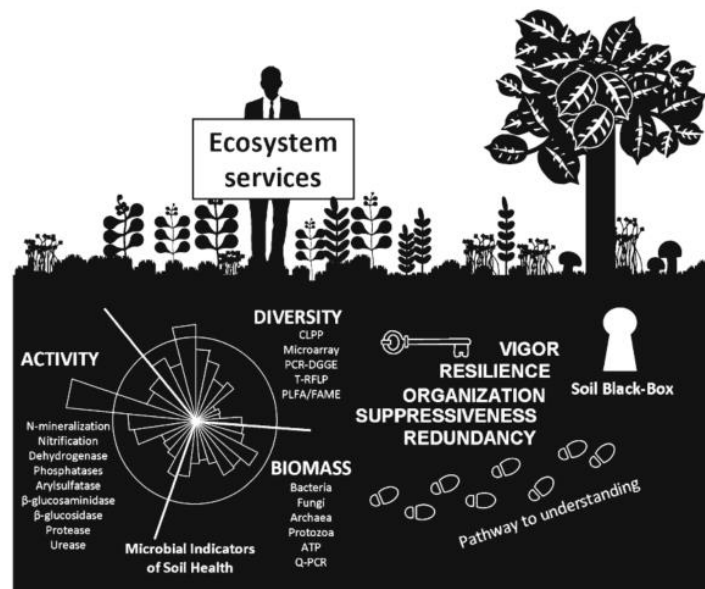 Ecosystem
services
ACTIVITY
N-mineralization
Nitrification
Dehydrogenase
Phosphatases
Arylsulfatase
β-glucosaminidase
β-glucosidase
Protease
Urease
Microbial Indicators
of Soil Health
DIVERSITY
CLPP
Microarray
PCR-DGGE
T-RFLP
PLFA/FAME
BIOMASS
Bacteria
Fungi
Archaea
Protozoa
ATP
Q-PCR
VIGOR
RESILIENCE
ORGANIZATION
SUPPRESSIVENESS
REDUNDANCY
Soil Black-Box
Pathway to understanding